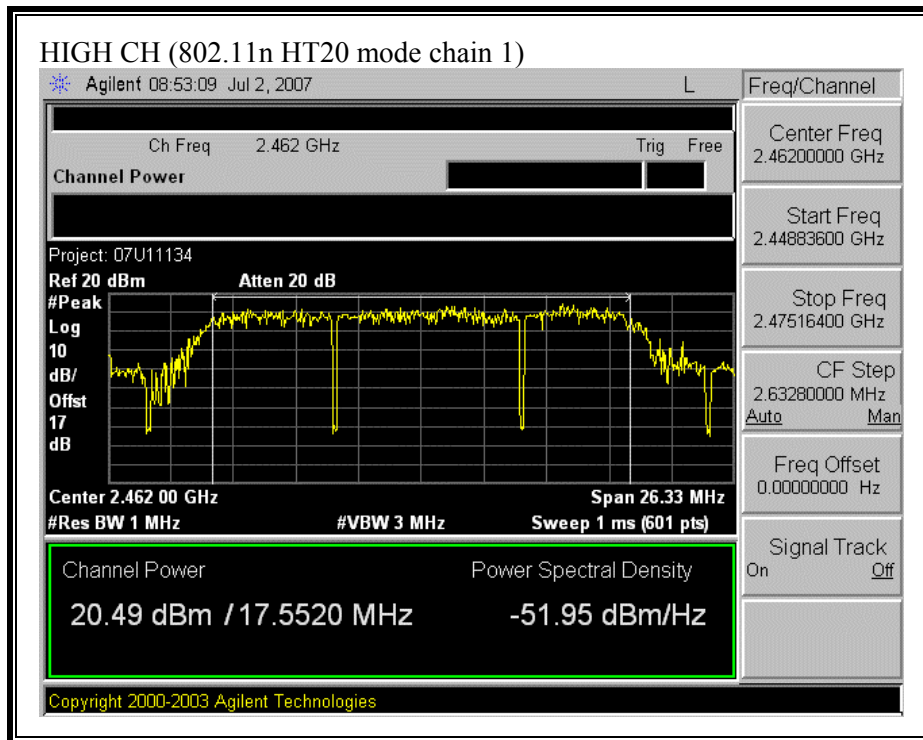 HIGH CH (802.11n HT20 mode chain 1)
Agilent 08:53:09 Jul 2, 2007 L
Freq/Channel
Ch Freq 2.462 GHz Trig Free
Channel Power
Center Freq
2.46200000 GHz
Start Freq
2.44883600 GHz
Stop Freq
2.47516400 GHz
CF Step
2.63280000 MHz
Auto Man
Freq Offset
0.00000000 Hz
Signal Track
On Off
Project: 07U11134
Ref 20 dBm Atten 20 dB
#Peak
Log
10
dB/
Offst
17
dB
Center 2.462 00 GHz Span 26.33 MHz
#Res BW 1 MHz #VBW 3 MHz Sweep 1 ms (601 pts)
Channel Power Power Spectral Density
20.49 dBm / 17.5520 MHz -51.95 dBm/Hz
Copyright 2000-2003 Agilent Technologies